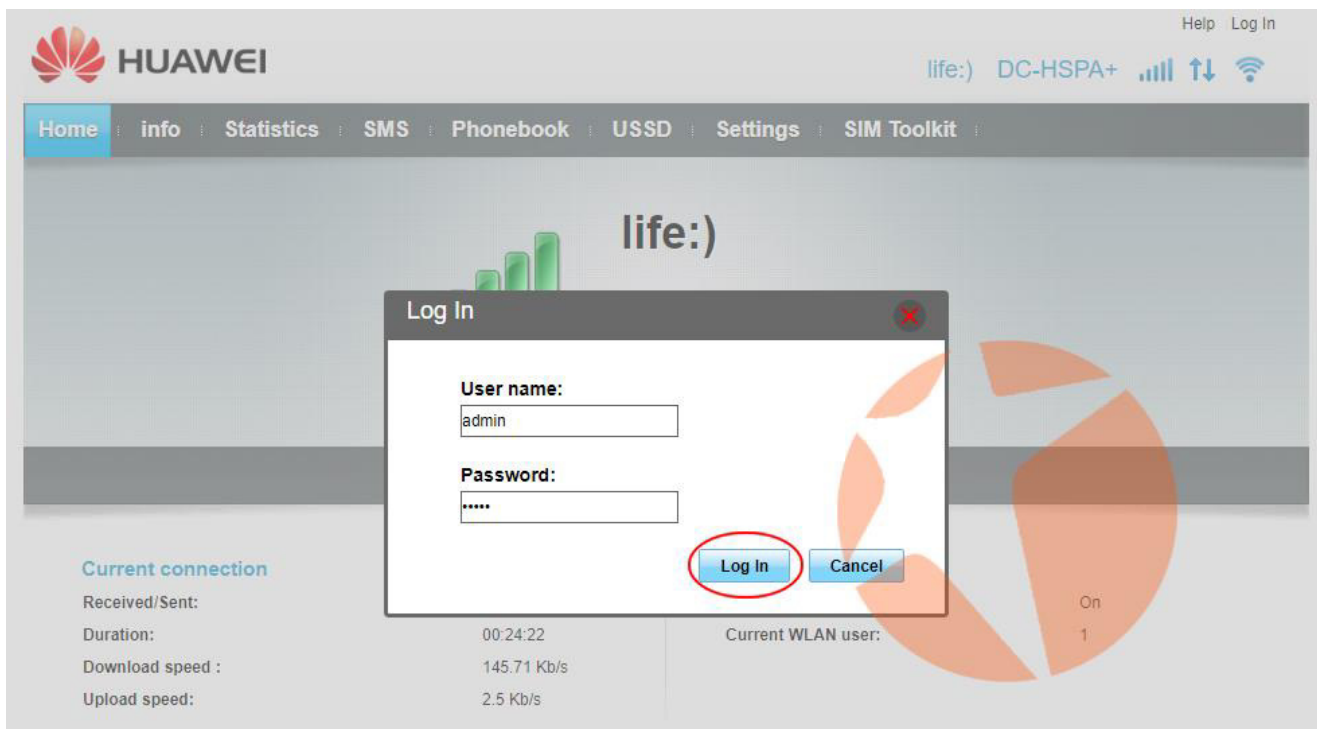 Help Log In
HUAWEI
life:) DC-HSPA+
Home info Statistics SMS Phonebook USSD Settings SIM Toolkit
life:)
Log In
User name:
admin
Password:
•••••
Log In Cancel
Current connection
Received/Sent: On
Duration: 00:24:22 Current WLAN user: 1
Download speed : 145.71 Kb/s
Upload speed: 2.5 Kb/s